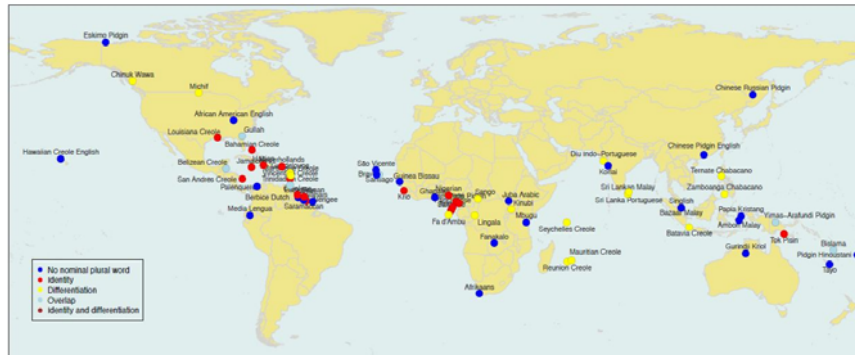 Eskimo Pidgin
Chinuk Wawa
Michif
Chinese Russian Pidgin
African American English
Gullah
Louisiana Creole
Bahamian Creole
Hawaiian Creole English
Chinese Pidgin English
Diu Indo-Portuguese
Korlai
Belizean Creole
San Andres Creole
Palenquero
Media Lengua
Berbice Dutch
São Vicente
Santiago
Guinea Bissau
Krio
Nigerian
Sango
Juba Arabic
Kinubi
Mbugu
Fa d'Ambu
Lingala
Fanakalo
Afrikaans
Seychelles Creole
Mauritian Creole
Reunion Creole
Sri Lankan Malay
Sri Lanka Portuguese
Ternate Chabacano
Zamboanga Chabacano
Singlish
Bazaar Malay
Papia Kristang
Ambon Malay
Batavia Creole
Yimas-Arafundi Pidgin
Tok Pisin
Gurindji Kriol
Bislama
Pidgin Hindustani
Tayo
No nominal plural word
Identity
Differentiation
Overlap
Identity and differentiation